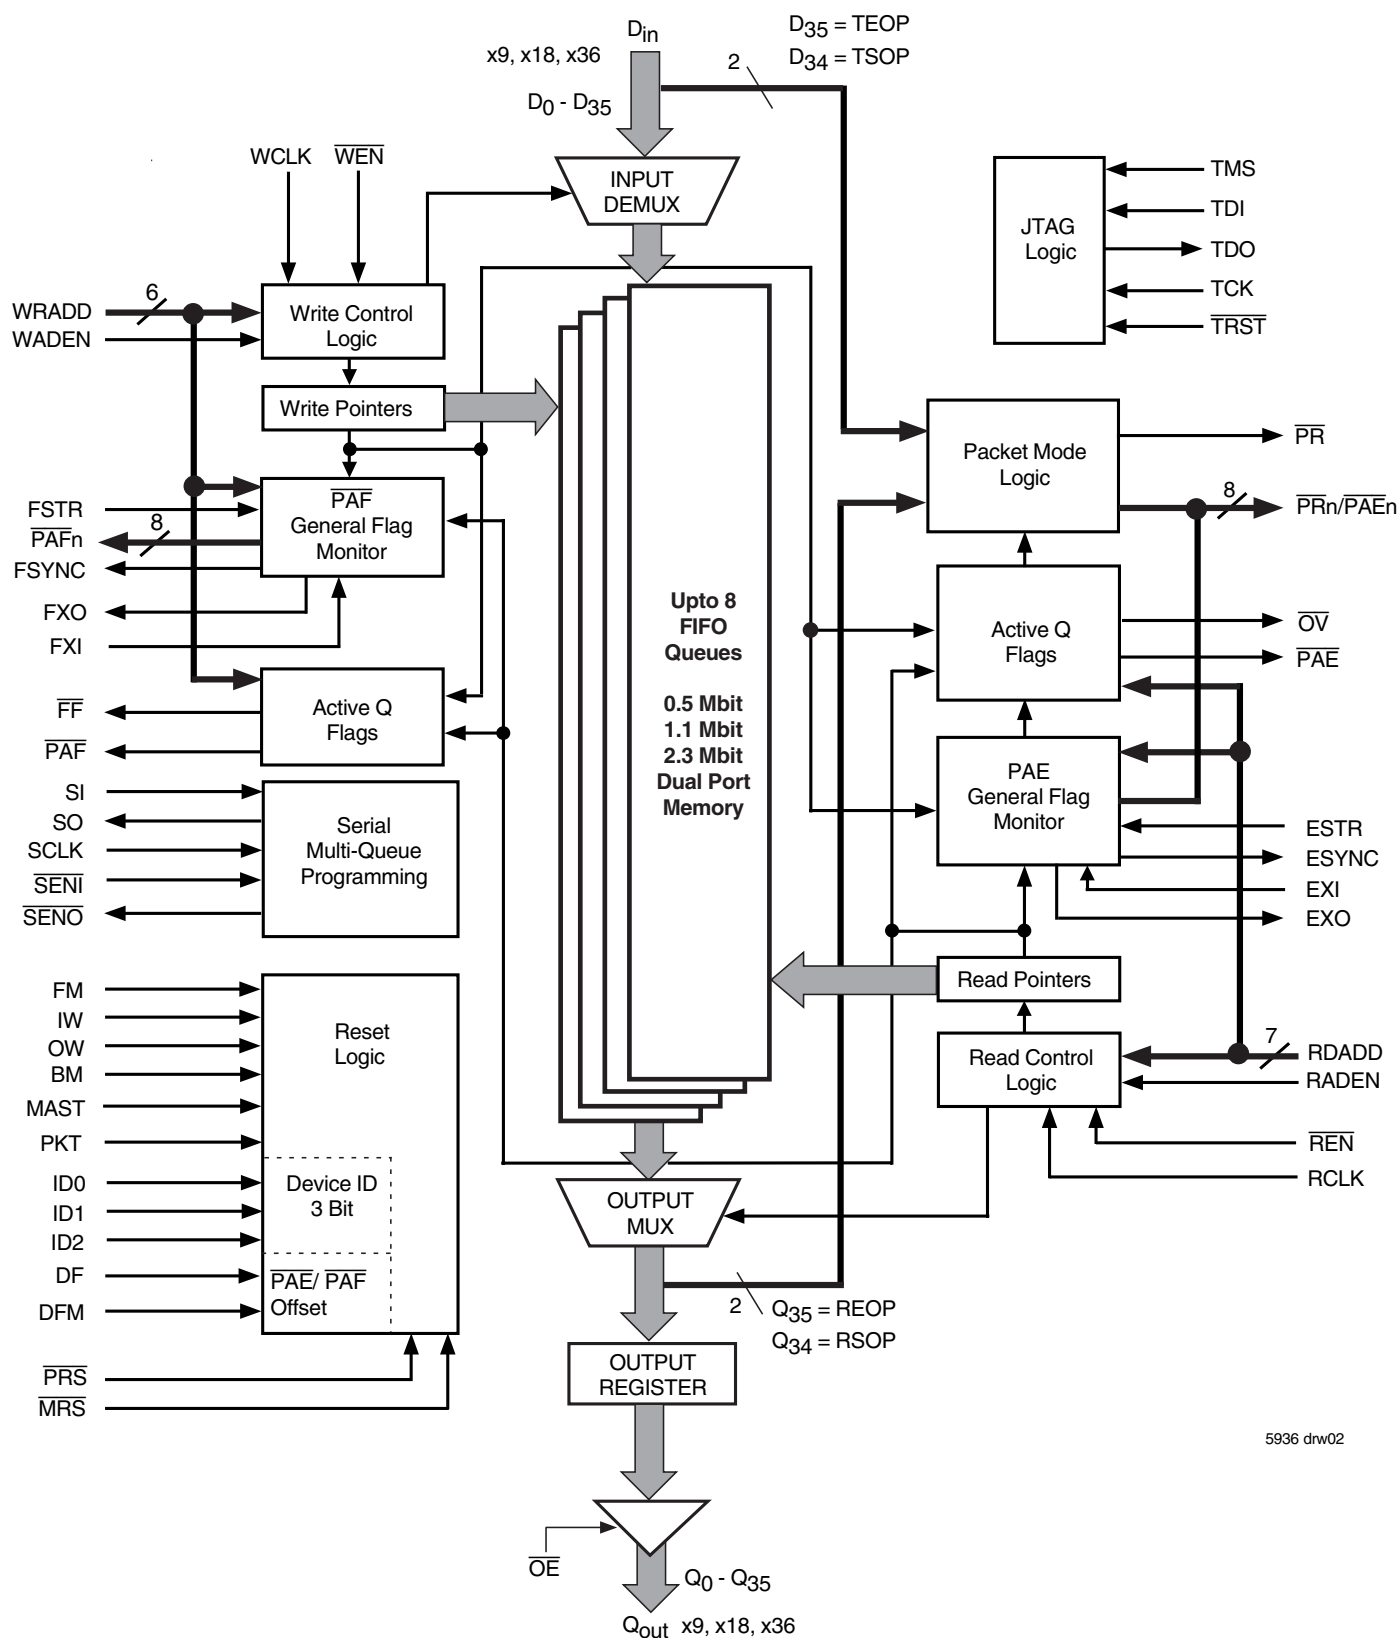 Din
x9, x18, x36
D0 - D35
D35 = TEOP
D34 = TSOP
2
WCLK
WEN
INPUT
DEMUX
JTAG
Logic
TMS
TDI
TDO
TCK
TRST
WRADD
6
WADEN
Write Control
Logic
Write Pointers
FSTR
PAFn
8
FSYNC
FXO
FXI
PAF
General Flag
Monitor
FF
PAF
Active Q
Flags
SI
SO
SCLK
SENI
SENO
Serial
Multi-Queue
Programming
Upto 8
FIFO
Queues
0.5 Mbit
1.1 Mbit
2.3 Mbit
Dual Port
Memory
Packet Mode
Logic
PR
8
PRn/PAEn
Active Q
Flags
OV
PAE
PAE
General Flag
Monitor
ESTR
ESYNC
EXI
EXO
Read Pointers
Read Control
Logic
7
RDADD
RADEN
REN
RCLK
FM
IW
OW
BM
MAST
PKT
ID0
ID1
ID2
DF
DFM
PRS
MRS
Reset
Logic
Device ID
3 Bit
PAE/ PAF
Offset
OUTPUT
MUX
2
Q35 = REOP
Q34 = RSOP
OUTPUT
REGISTER
OE
Q0 - Q35
Qout x9, x18, x36
5936 drw02